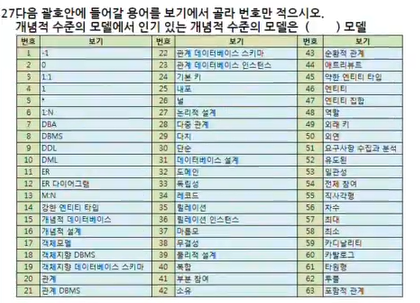 27다음 괄호안에 들어갈 용어를 보기에서 골라 번호만 적으시오.
개념적 수준의 모델에서 인기 있는 개념적 수준의 모델은 ( ) 모델
번호 보기 번호 보기 번호 보기
1 -1 22 관계 데이터베이스 스키마 43 순환적 관계
2 0 23 관계 데이터베이스 인스턴스 44 애트리뷰트
3 1:1 24 기본 키 45 약한 엔티티 타입
4 1 25 내포 46 엔티티
5 * 26 널 47 엔티티 집합
6 1:N 27 논리적 설계 48 역할
7 DBA 28 다중 관계 49 외래 키
8 DBMS 29 다치 50 외연
9 DDL 30 단순 51 요구사항 수집과 분석
10 DML 31 데이터베이스 설계 52 유도된
11 ER 32 도메인 53 일관성
12 ER 다이어그램 33 독립성 54 전체 참여
13 M:N 34 레코드 55 직사각형
14 강한 엔티티 타입 35 릴레이션 56 차수
15 개념적 데이터베이스 36 릴레이션 인스턴스 57 최대
16 개념적 설계 37 마름모 58 최소
17 객체모델 38 무결성 59 카디날리티
18 객체지향 DBMS 39 물리적 설계 60 카탈로그
19 객체지향 데이터베이스 스키마 40 복합 61 타원형
20 관계 41 부분 참여 62 투플
21 관계 DBMS 42 소유 63 포함적 관계